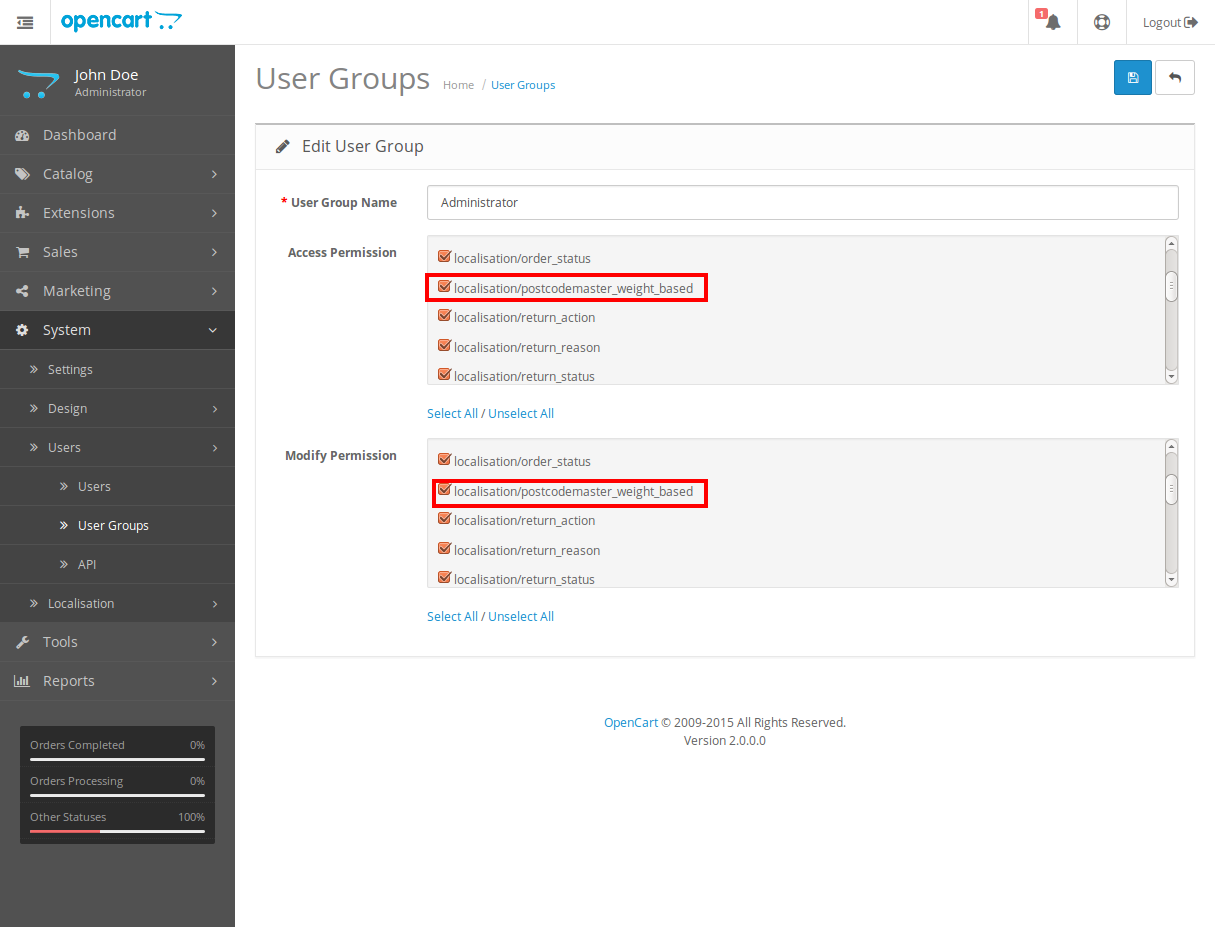 opencart
1
Logout
John Doe
Administrator
Dashboard
Catalog
Extensions
Sales
Marketing
System
Settings
Design
Users
Users
User Groups
API
Localisation
Tools
Reports
Orders Completed 0%
Orders Processing 0%
Other Statuses 100%
User Groups
Home / User Groups
Edit User Group
* User Group Name
Administrator
Access Permission
localisation/order_status
localisation/postcodemaster_weight_based
localisation/return_action
localisation/return_reason
localisation/return_status
Select All / Unselect All
Modify Permission
localisation/order_status
localisation/postcodemaster_weight_based
localisation/return_action
localisation/return_reason
localisation/return_status
Select All / Unselect All
OpenCart © 2009-2015 All Rights Reserved.
Version 2.0.0.0